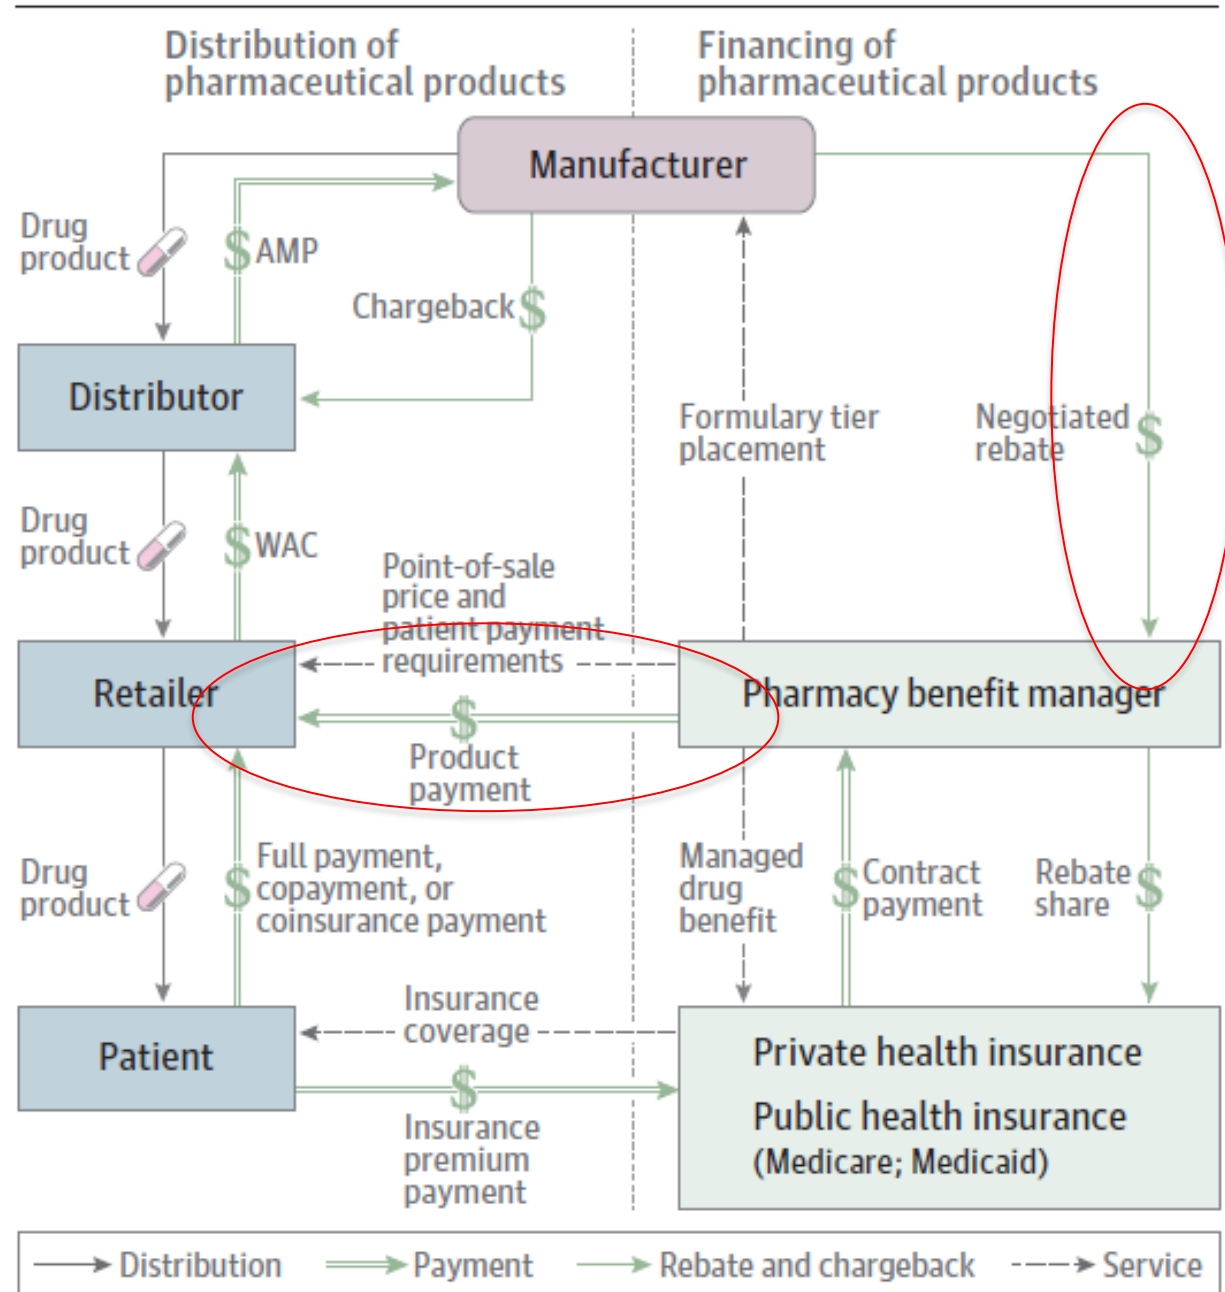 Distribution of
pharmaceutical products
Financing of
pharmaceutical products
Manufacturer
Drug
product
$ AMP
Chargeback $
Distributor
Formulary tier
placement
Negotiated
rebate
$
Drug
product
$ WAC
Point-of-sale
price and
patient payment
requirements
Retailer
Pharmacy benefit manager
$
Product
payment
Drug
product
$
Full payment,
copayment, or
coinsurance payment
Managed
drug
benefit
$
Contract
payment
Rebate
share
$
Insurance
coverage
Patient
$
Insurance
premium
payment
Private health insurance
Public health insurance
(Medicare; Medicaid)
Distribution
Payment
Rebate and chargeback
Service